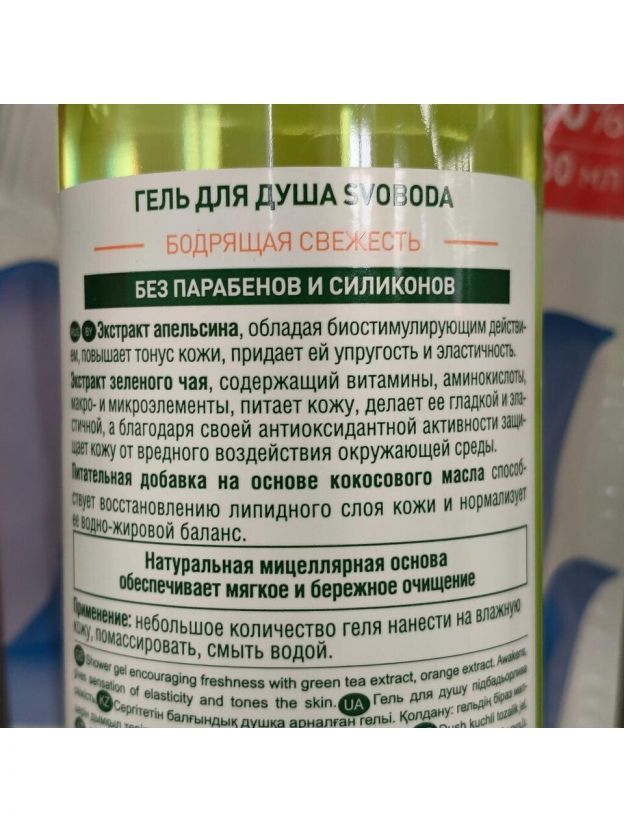 ГЕЛЬ ДЛЯ ДУША SVOBODA
БОДРЯЩАЯ СВЕЖЕСТЬ
БЕЗ ПАРАБЕНОВ И СИЛИКОНОВ
BY Экстракт апельсина, обладая биостимулирующим действи-
ем, повышает тонус кожи, придает ей упругость и эластичность.
Экстракт зеленого чая, содержащий витамины, аминокислоты,
макро- и микроэлементы, питает кожу, делает ее гладкой и эла-
стичной, а благодаря своей антиоксидантной активности защи-
щает кожу от вредного воздействия окружающей среды.
Питательная добавка на основе кокосового масла способ-
ствует восстановлению липидного слоя кожи и нормализует
ее водно-жировой баланс.
Натуральная мицеллярная основа
обеспечивает мягкое и бережное очищение
Применение: небольшое количество геля нанести на влажную
кожу, помассировать, смыть водой.
Shower gel encouraging freshness with green tea extract, orange extract. Awakens,
gives sensation of elasticity and tones the skin. UA Гель для душу підбадьорлива
свіжість KZ Сергітетін балғындық душқа арналған гельі. Қолдану: гельдің біраз мөл-
Dush kuchli tozalik